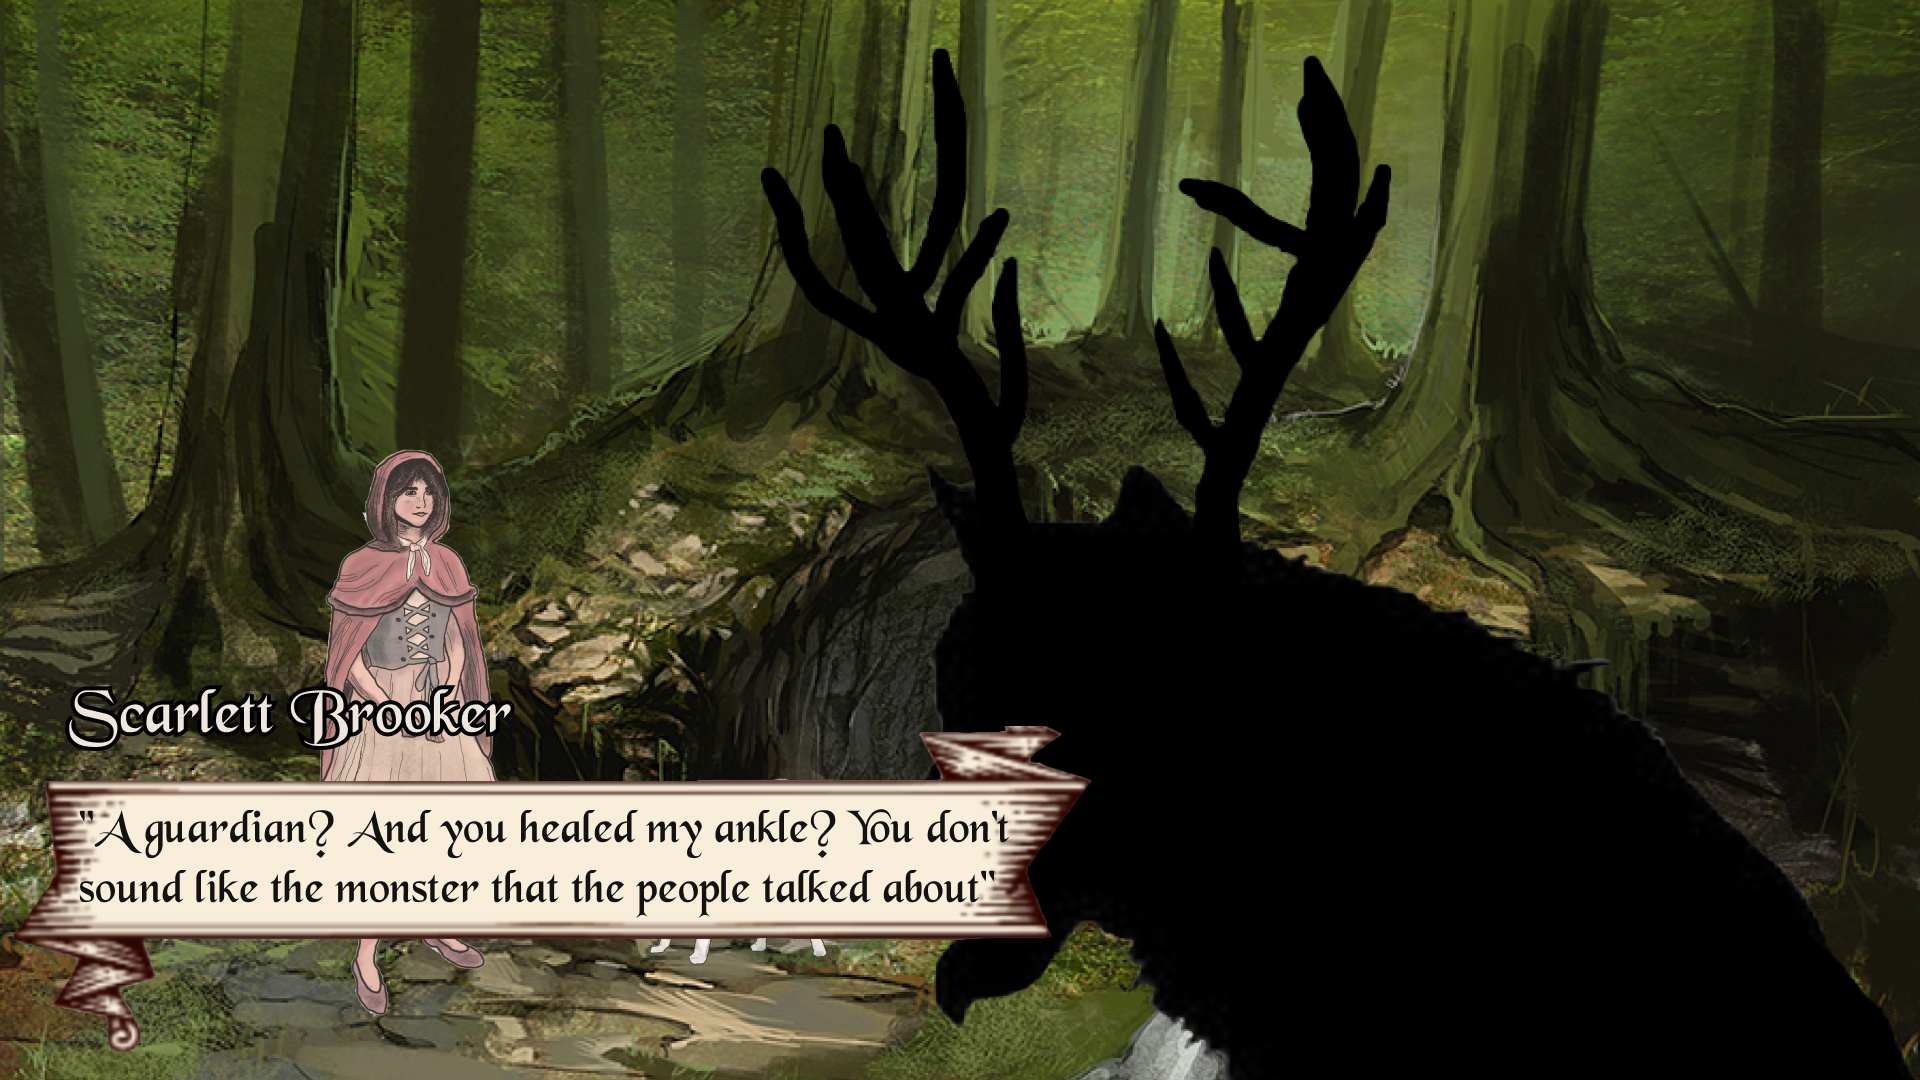 Scarlett Brooker
"A guardian? And you healed my ankle? You don't
sound like the monster that the people talked about"